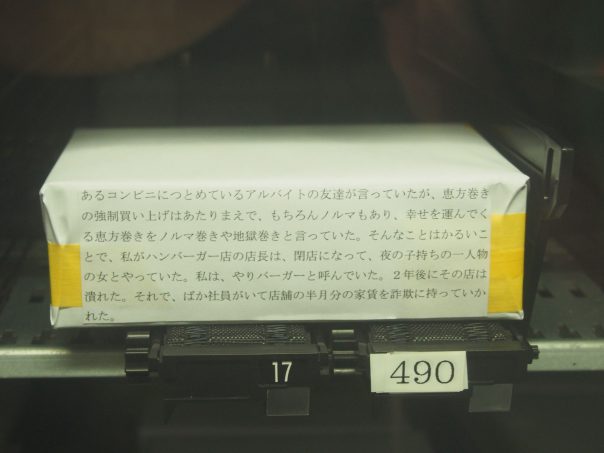 あるコンビニにつとめているアルバイトの友達が言っていたが、恵方巻き
の強制買い上げはあたりまえで、もちろんノルマもあり、幸せを運んでく
る恵方巻きをノルマ巻きや地獄巻きと言っていた。そんなことはかるいこ
とで、私がハンバーガー店の店長は、閉店になって、夜の子持ちの一人物
の女とやっていた。私は、やりバーガーと呼んでいた。２年後にその店は
潰れた。それで、ばか社員がいて店舗の半月分の家賃を詐欺に持っていか
れた。
17
490